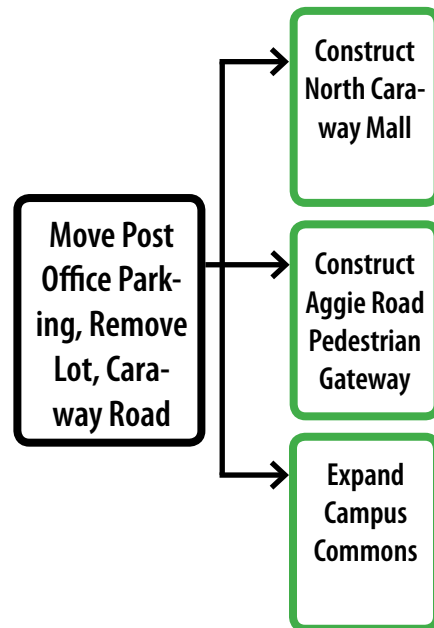 Construct
North Cara-
way Mall
Move Post
Office Park-
ing, Remove
Lot, Cara-
way Road
Construct
Aggie Road
Pedestrian
Gateway
Expand
Campus
Commons